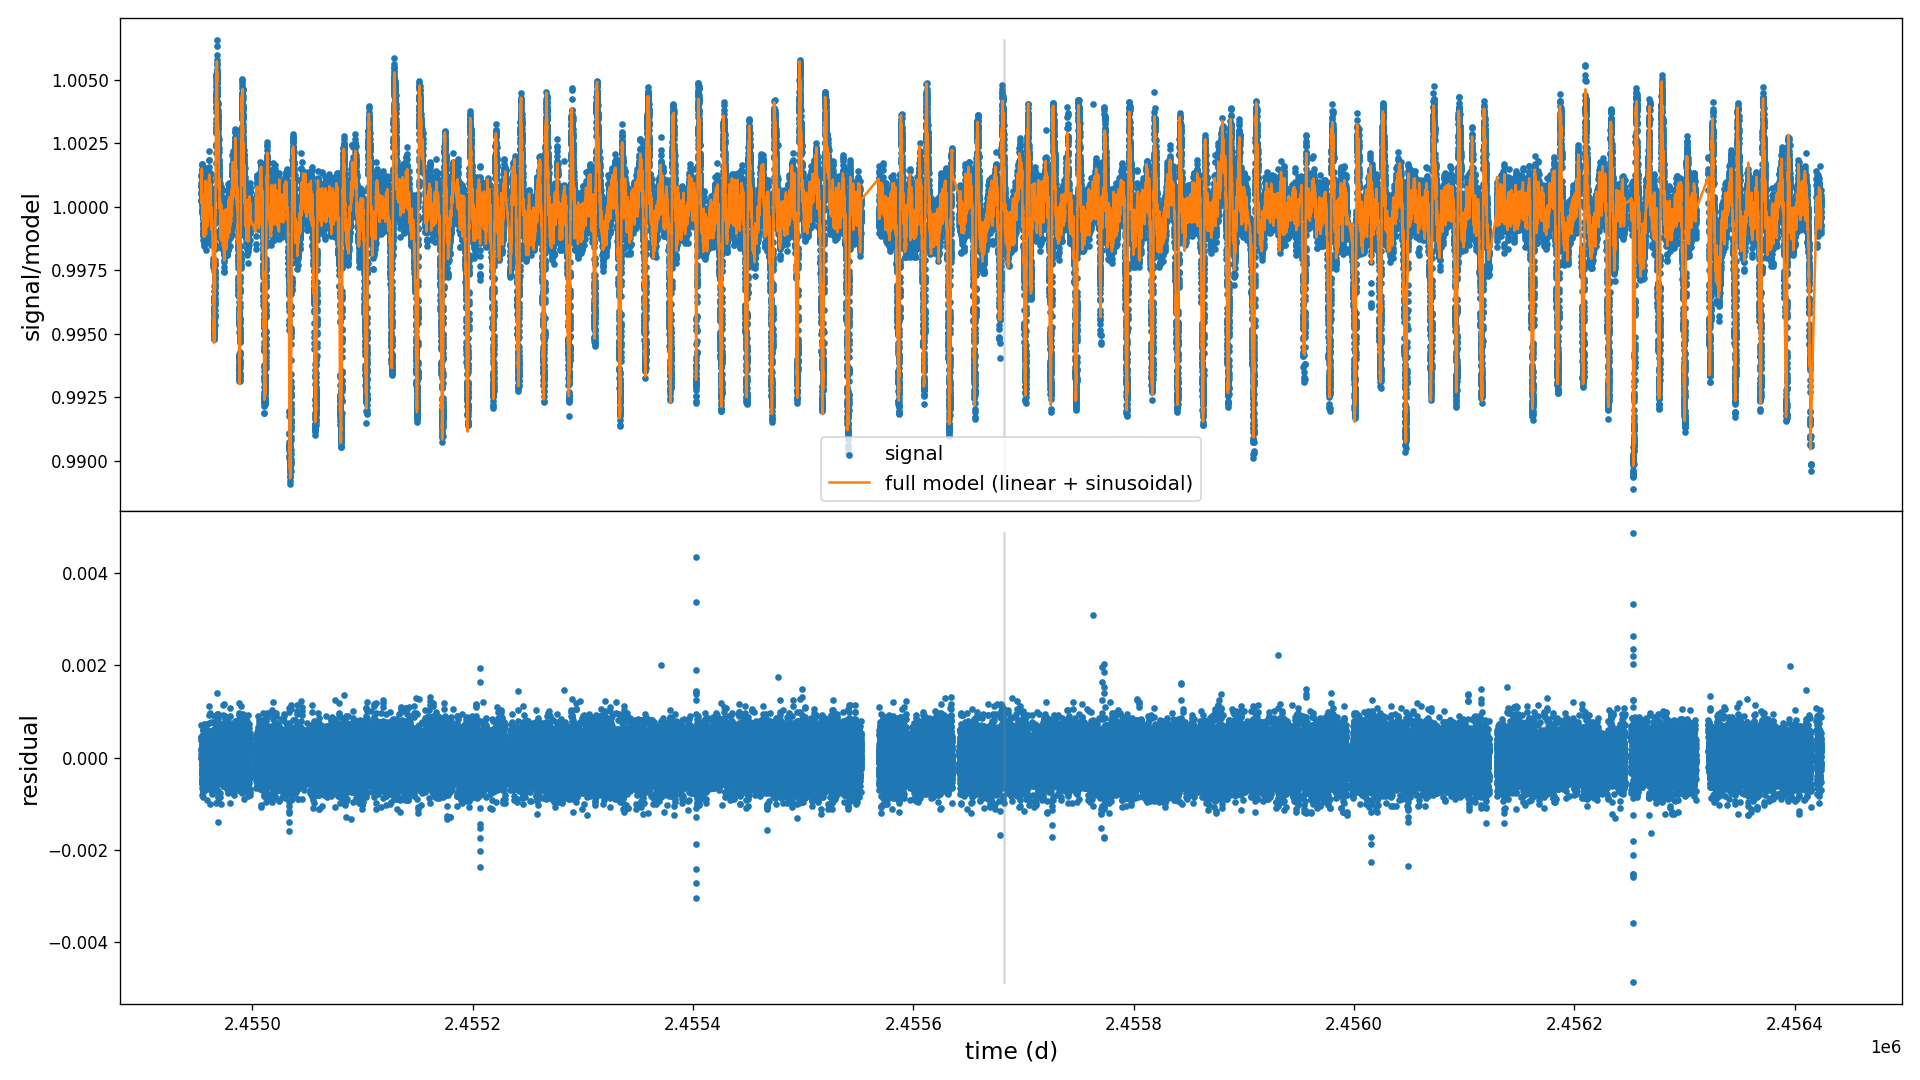 signal/model
1.0050
1.0025
1.0000
0.9975
0.9950
0.9925
0.9900
signal
full model (linear + sinusoidal)
residual
0.004
0.002
0.000
−0.002
−0.004
2.4550 2.4552 2.4554 2.4556 2.4558 2.4560 2.4562 2.4564
time (d)
1e6